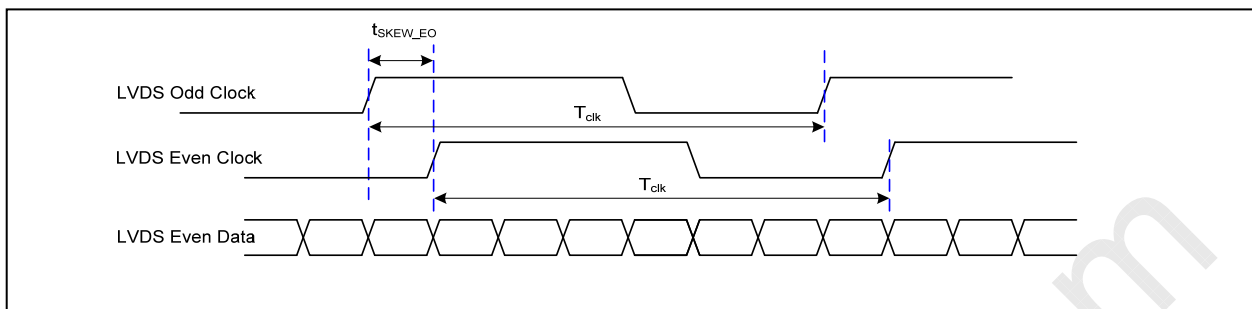 tSKEW_EO
LVDS Odd Clock
Tclk
LVDS Even Clock
Tclk
LVDS Even Data